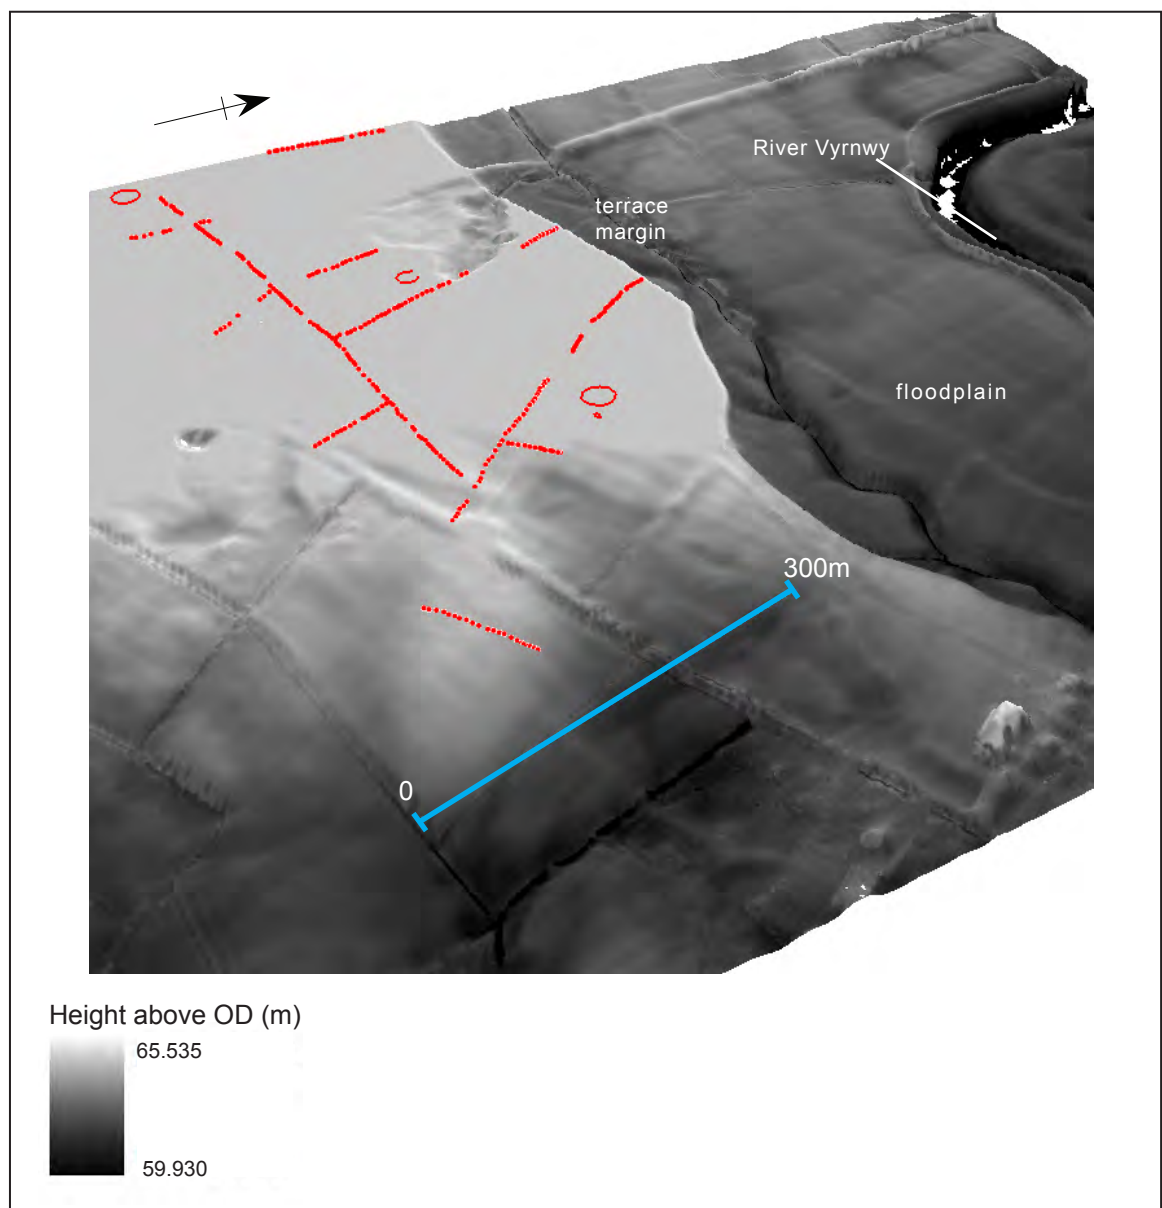 River Vyrnwy
terrace
margin
floodplain
300m
0
Height above OD (m)
65.535
59.930